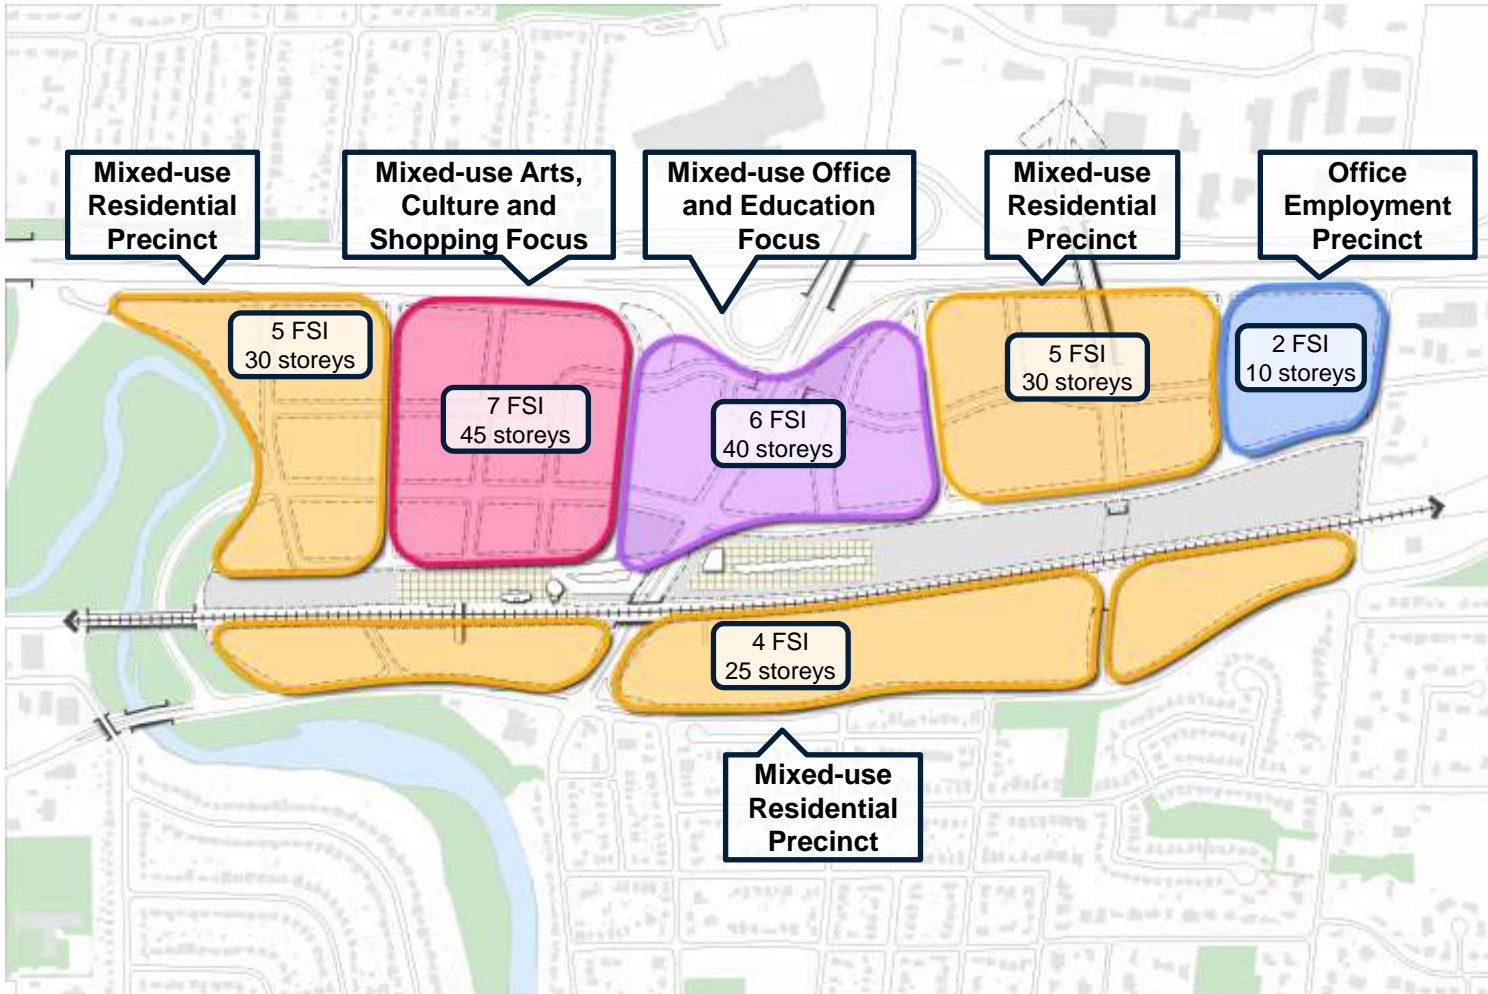 Mixed-use
Residential
Precinct
Mixed-use Arts,
Culture and
Shopping Focus
Mixed-use Office
and Education
Focus
Mixed-use
Residential
Precinct
Office
Employment
Precinct
5 FSI
30 storeys
7 FSI
45 storeys
6 FSI
40 storeys
5 FSI
30 storeys
2 FSI
10 storeys
4 FSI
25 storeys
Mixed-use
Residential
Precinct